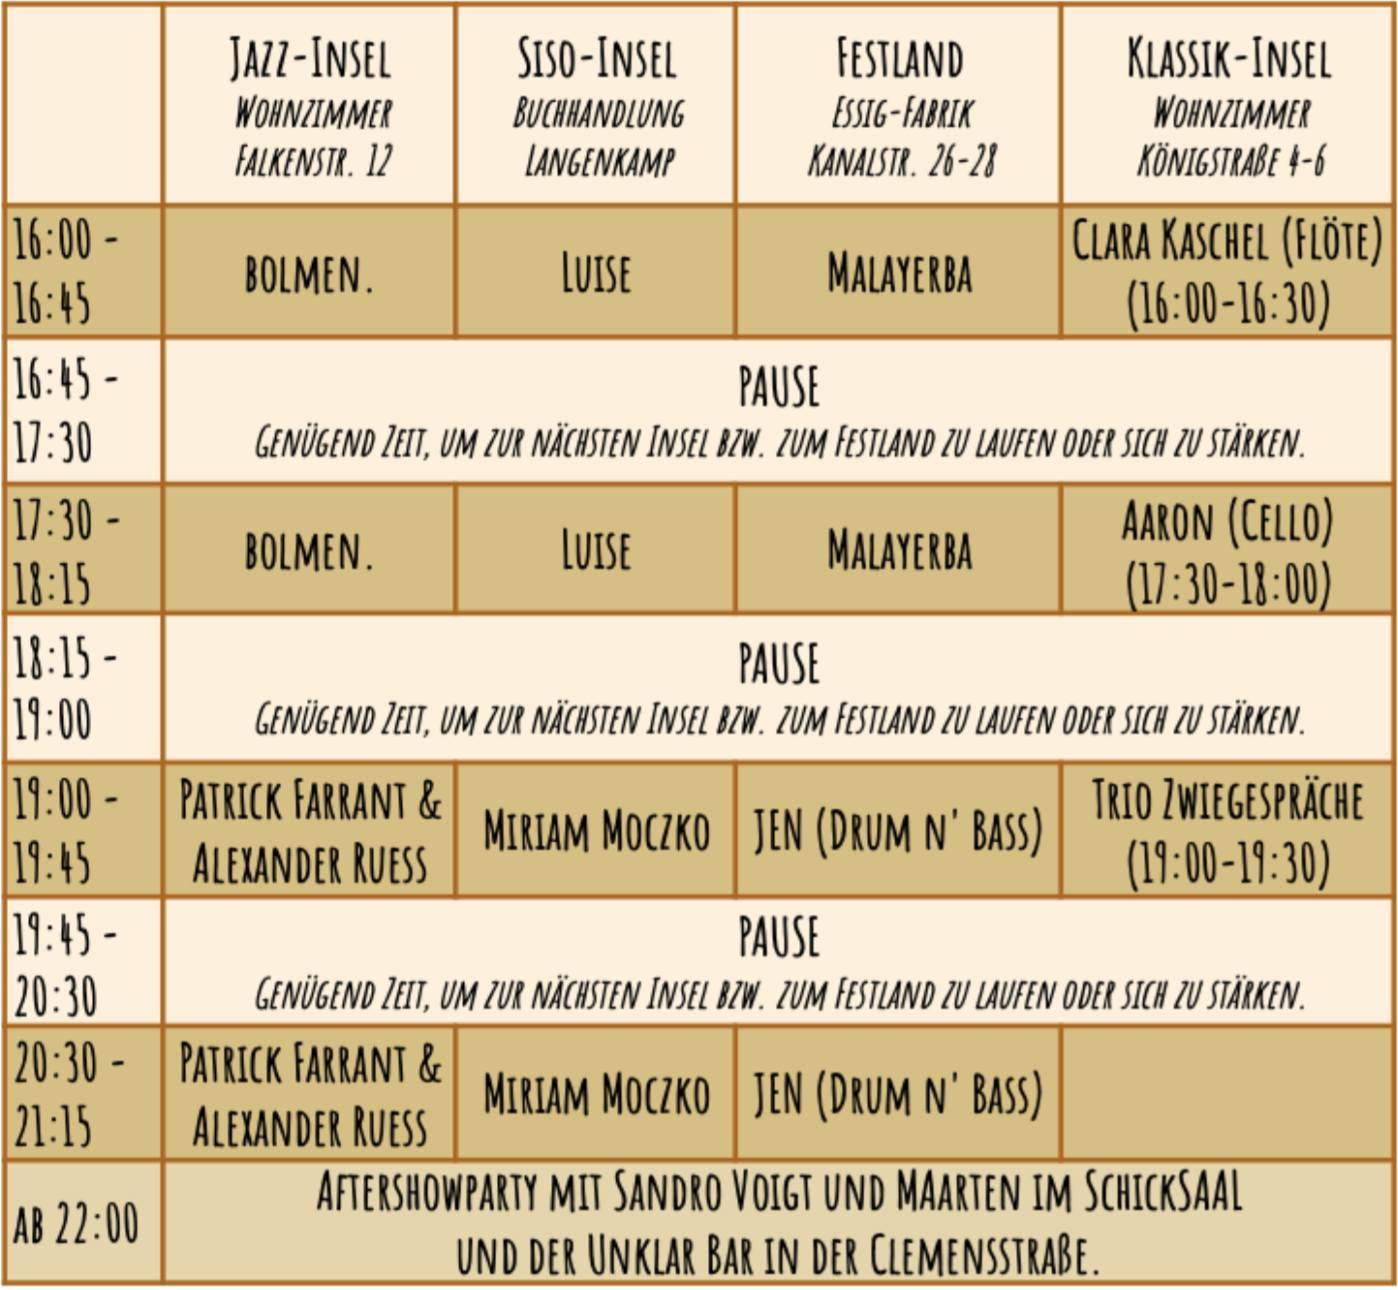 Jazz-Insel
Wohnzimmer
Falkenstr. 12
Siso-Insel
Buchhandlung
Langenkamp
Festland
Essig-Fabrik
Kanalstr. 26-28
Klassik-Insel
Wohnzimmer
Königstraße 4-6
16:00 -
16:45
bolmen.
Luise
Malayerba
Clara Kaschel (Flöte)
(16:00-16:30)
16:45 -
17:30
PAUSE
Genügend Zeit, um zur nächsten Insel bzw. zum Festland zu laufen oder sich zu stärken.
17:30 -
18:15
bolmen.
Luise
Malayerba
Aaron (Cello)
(17:30-18:00)
18:15 -
19:00
PAUSE
Genügend Zeit, um zur nächsten Insel bzw. zum Festland zu laufen oder sich zu stärken.
19:00 -
19:45
Patrick Farrant &
Alexander Ruess
Miriam Moczko
JEN (Drum n' Bass)
Trio Zwiegespräche
(19:00-19:30)
19:45 -
20:30
PAUSE
Genügend Zeit, um zur nächsten Insel bzw. zum Festland zu laufen oder sich zu stärken.
20:30 -
21:15
Patrick Farrant &
Alexander Ruess
Miriam Moczko
JEN (Drum n' Bass)
ab 22:00
Aftershowparty mit Sandro Voigt und MAarten im SchickSAAL
und der Unklar Bar in der Clemensstraße.